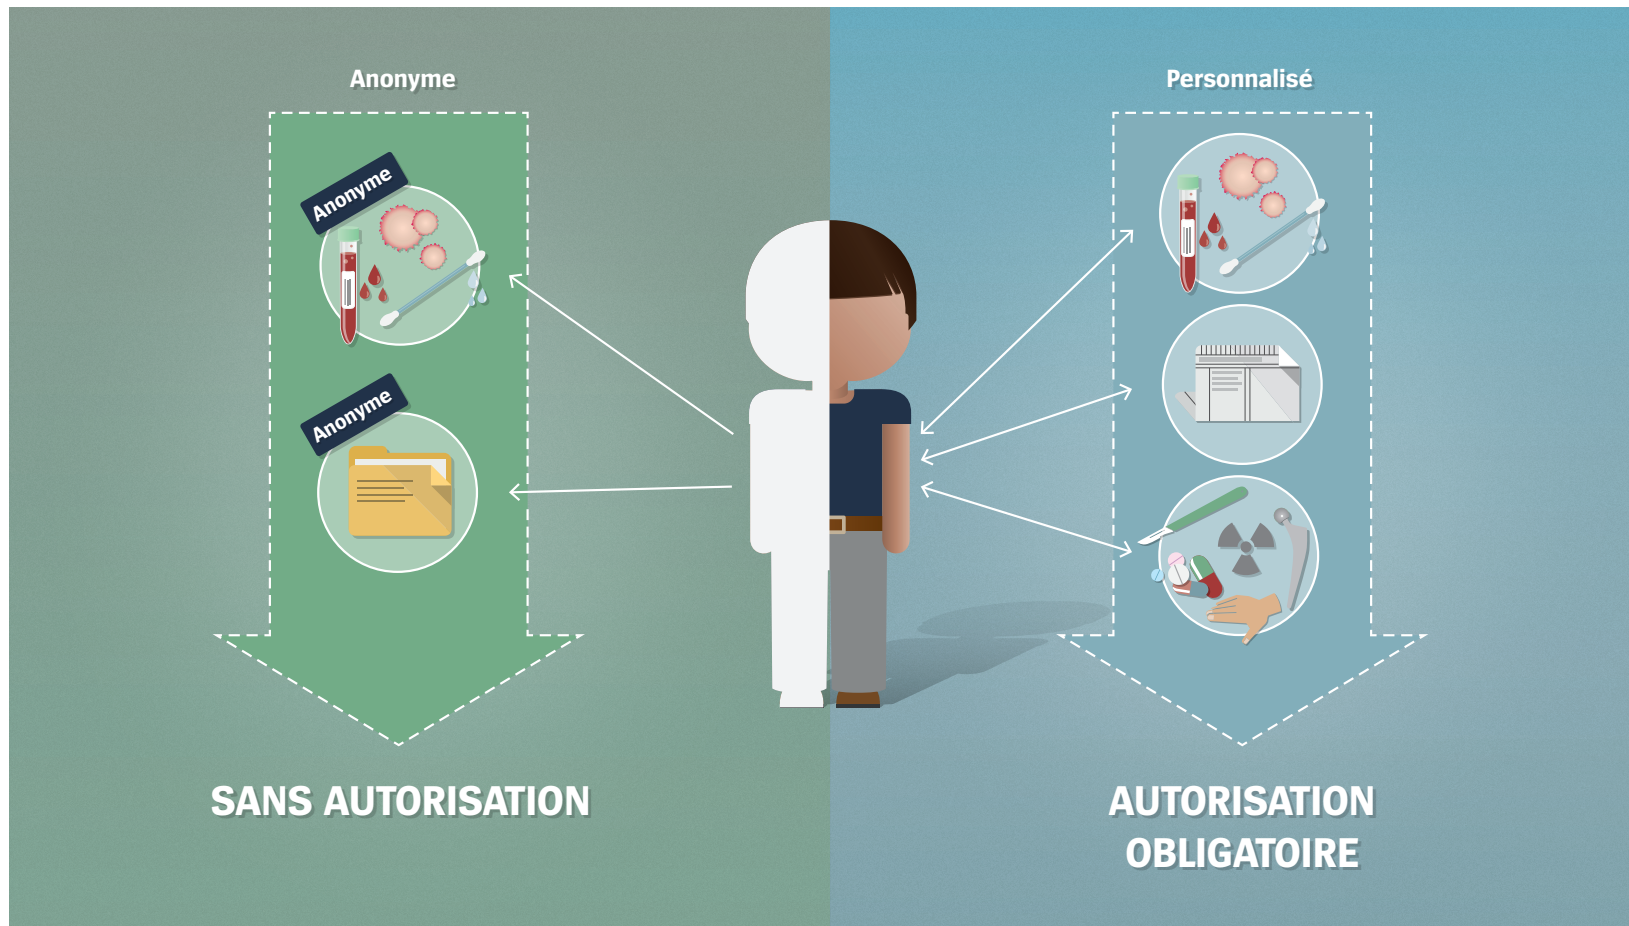 Anonyme
Personnalisé
Anonyme
Anonyme
SANS AUTORISATION
AUTORISATION
OBLIGATOIRE